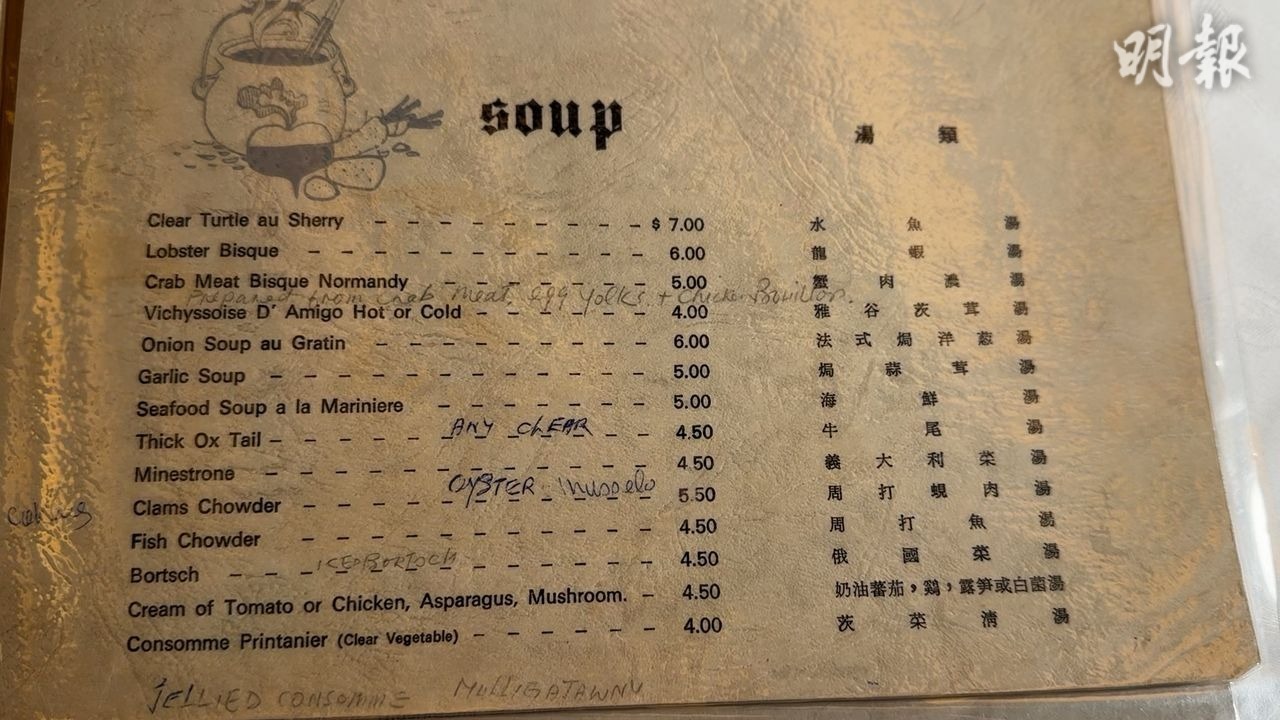 明報
soup 湯類
Clear Turtle au Sherry - - - - - - - - - $ 7.00 水魚湯
Lobster Bisque - - - - - - - - - - - - 6.00 龍蝦湯
Crab Meat Bisque Normandy - - - - - - - - 5.00 蟹肉濃湯
Prepared from Crab Meat, egg yolks + Chicken Bouillon.
Vichyssoise D' Amigo Hot or Cold - - - - - - 4.00 雅谷茨茸湯
Onion Soup au Gratin - - - - - - - - - 6.00 法式焗洋葱湯
Garlic Soup - - - - - - - - - - - - 5.00 焗蒜茸湯
Seafood Soup a la Mariniere - - - - - - - 5.00 海鮮湯
Thick Ox Tail - - - - - - - - - - - - 4.50 牛尾湯
ANY CLEAR
Minestrone - - - - - - - - - - - - 4.50 義大利菜湯
OYSTER mussels
Clams Chowder - - - - - - - - - - - 5.50 周打蜆肉湯
Fish Chowder - - - - - - - - - - - 4.50 周打魚湯
ICED BORTSCH
Bortsch - - - - - - - - - - - - - 4.50 俄國菜湯
Cream of Tomato or Chicken, Asparagus, Mushroom. - 4.50 奶油蕃茄，鷄，露笋或白菌湯
Consomme Printanier (Clear Vegetable) - - - - - - 4.00 茨菜淸湯
JELLIED CONSOMME MULLIGATAWNY